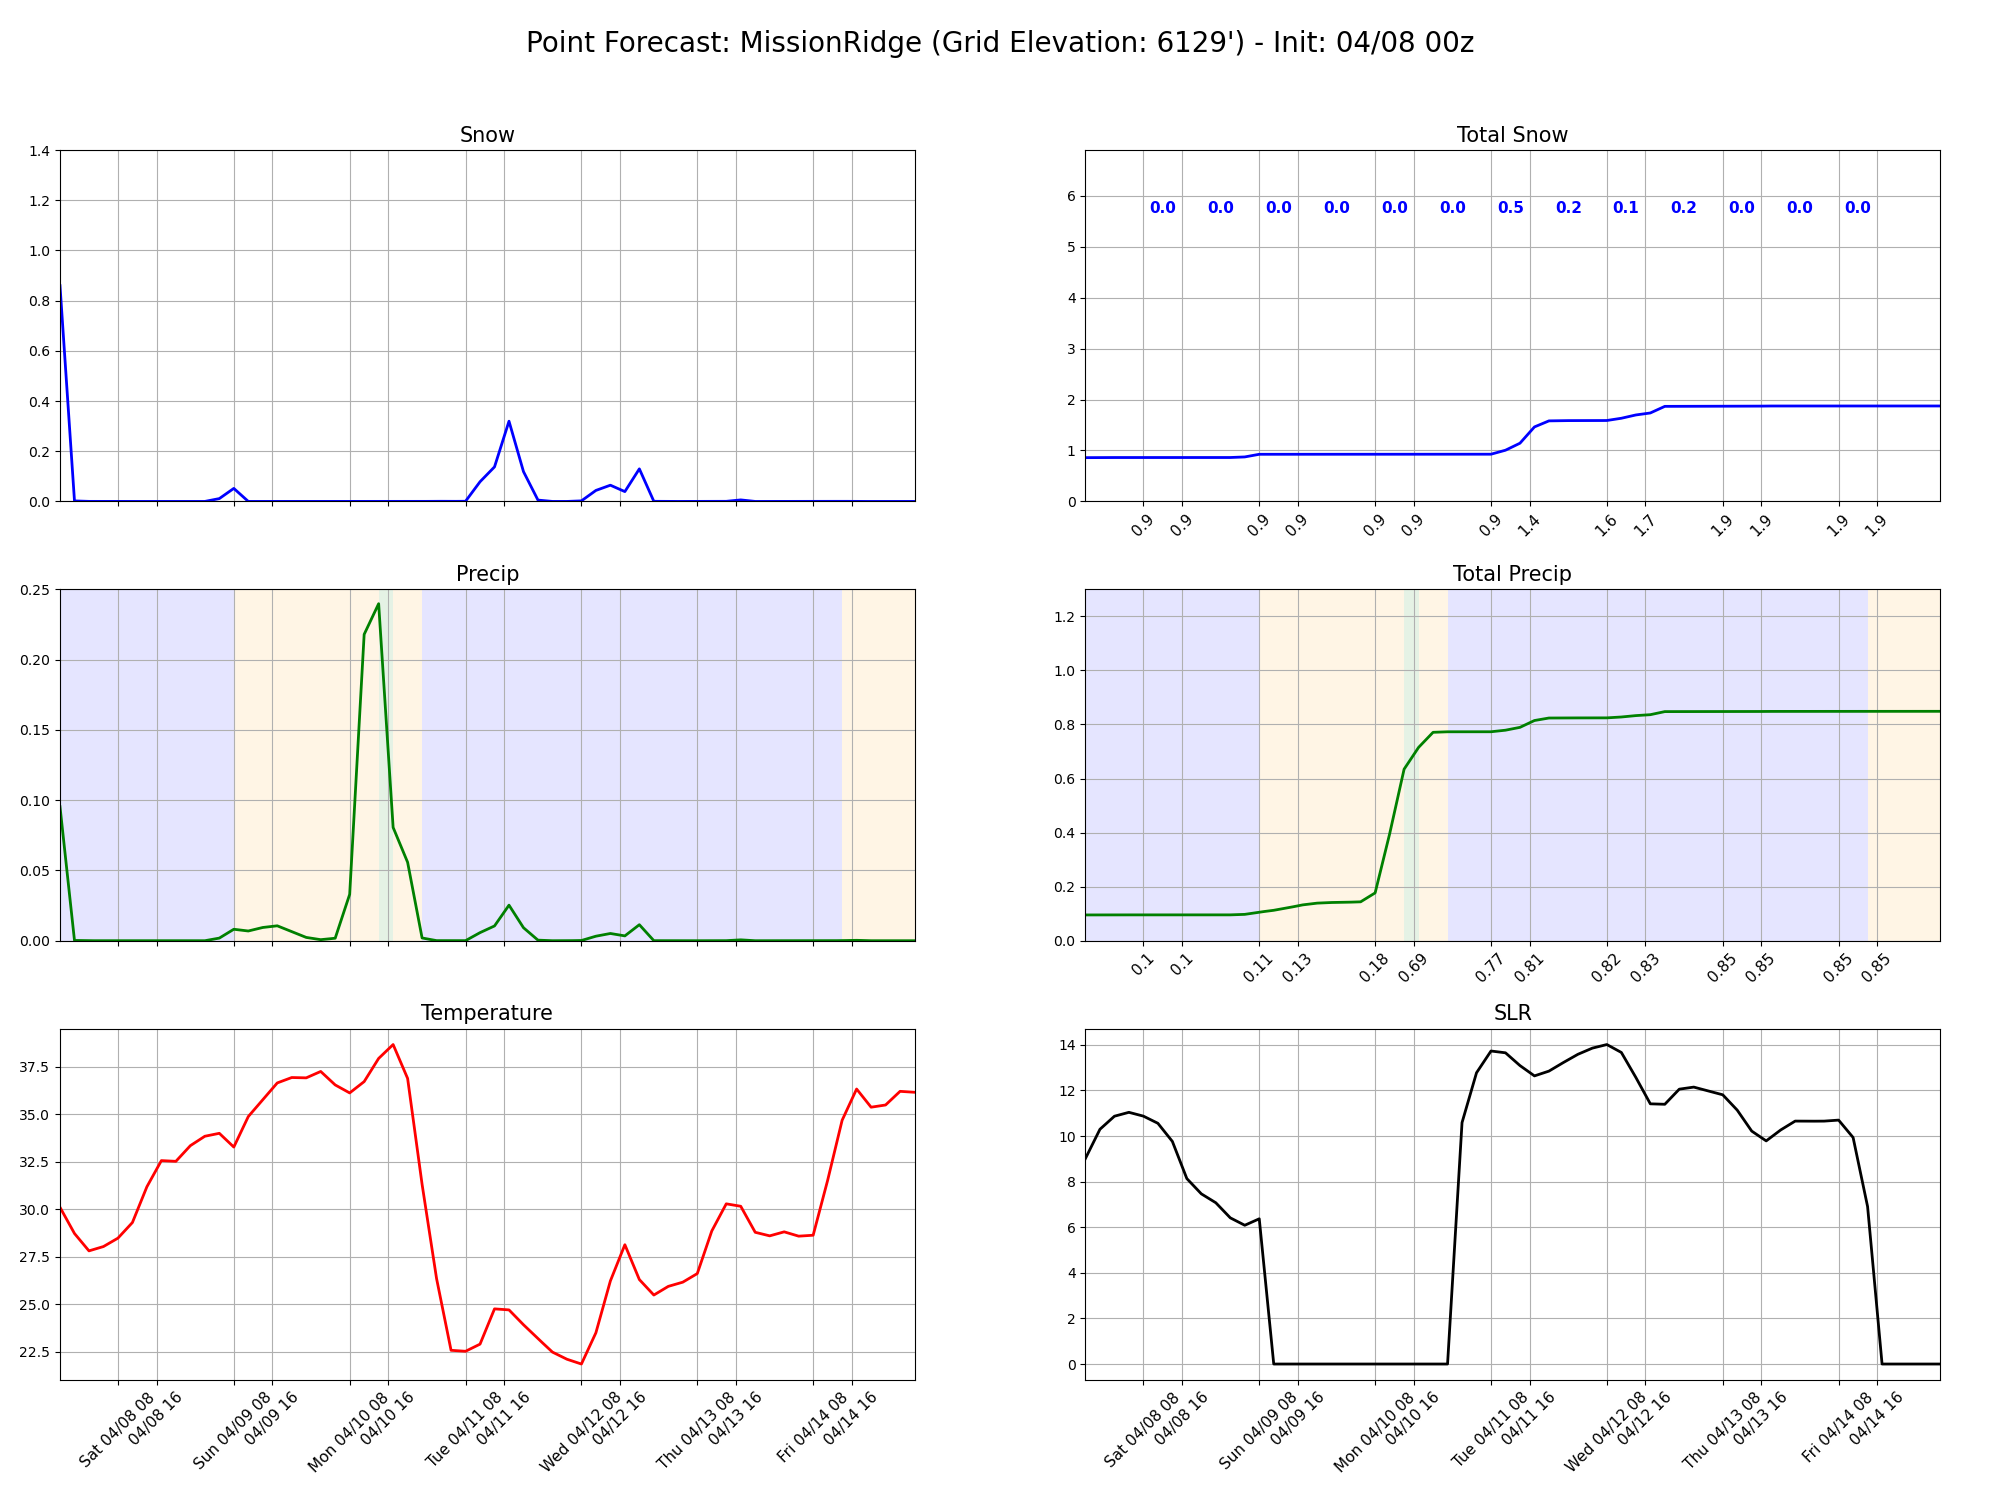 Point Forecast: MissionRidge (Grid Elevation: 6129') - Init: 04/08 00z
Snow
1.4
1.2
1.0
0.8
0.6
0.4
0.2
0.0
Total Snow
6
5
4
3
2
1
0
0.0 0.0 0.0 0.0 0.0 0.0 0.5 0.2 0.1 0.2 0.0 0.0 0.0
0.9 0.9 0.9 0.9 0.9 0.9 0.9 1.4 1.6 1.7 1.9 1.9 1.9 1.9
Precip
0.25
0.20
0.15
0.10
0.05
0.00
Total Precip
1.2
1.0
0.8
0.6
0.4
0.2
0.0
0.1 0.1 0.11 0.13 0.18 0.69 0.77 0.81 0.82 0.83 0.85 0.85 0.85 0.85
Temperature
37.5
35.0
32.5
30.0
27.5
25.0
22.5
Sat 04/08 08
04/08 16
Sun 04/09 08
04/09 16
Mon 04/10 08
04/10 16
Tue 04/11 08
04/11 16
Wed 04/12 08
04/12 16
Thu 04/13 08
04/13 16
Fri 04/14 08
04/14 16
SLR
14
12
10
8
6
4
2
0
Sat 04/08 08
04/08 16
Sun 04/09 08
04/09 16
Mon 04/10 08
04/10 16
Tue 04/11 08
04/11 16
Wed 04/12 08
04/12 16
Thu 04/13 08
04/13 16
Fri 04/14 08
04/14 16